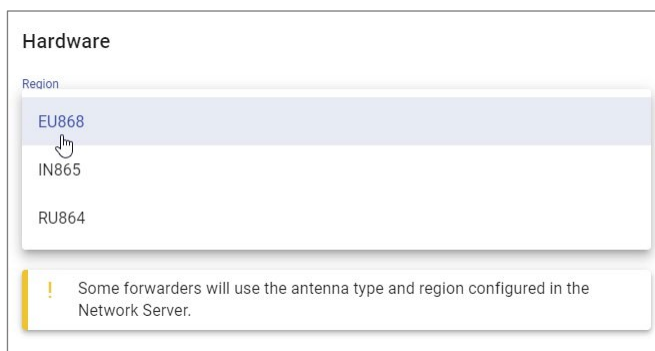 Hardware
Region
EU868
IN865
RU864
! Some forwarders will use the antenna type and region configured in the
Network Server.